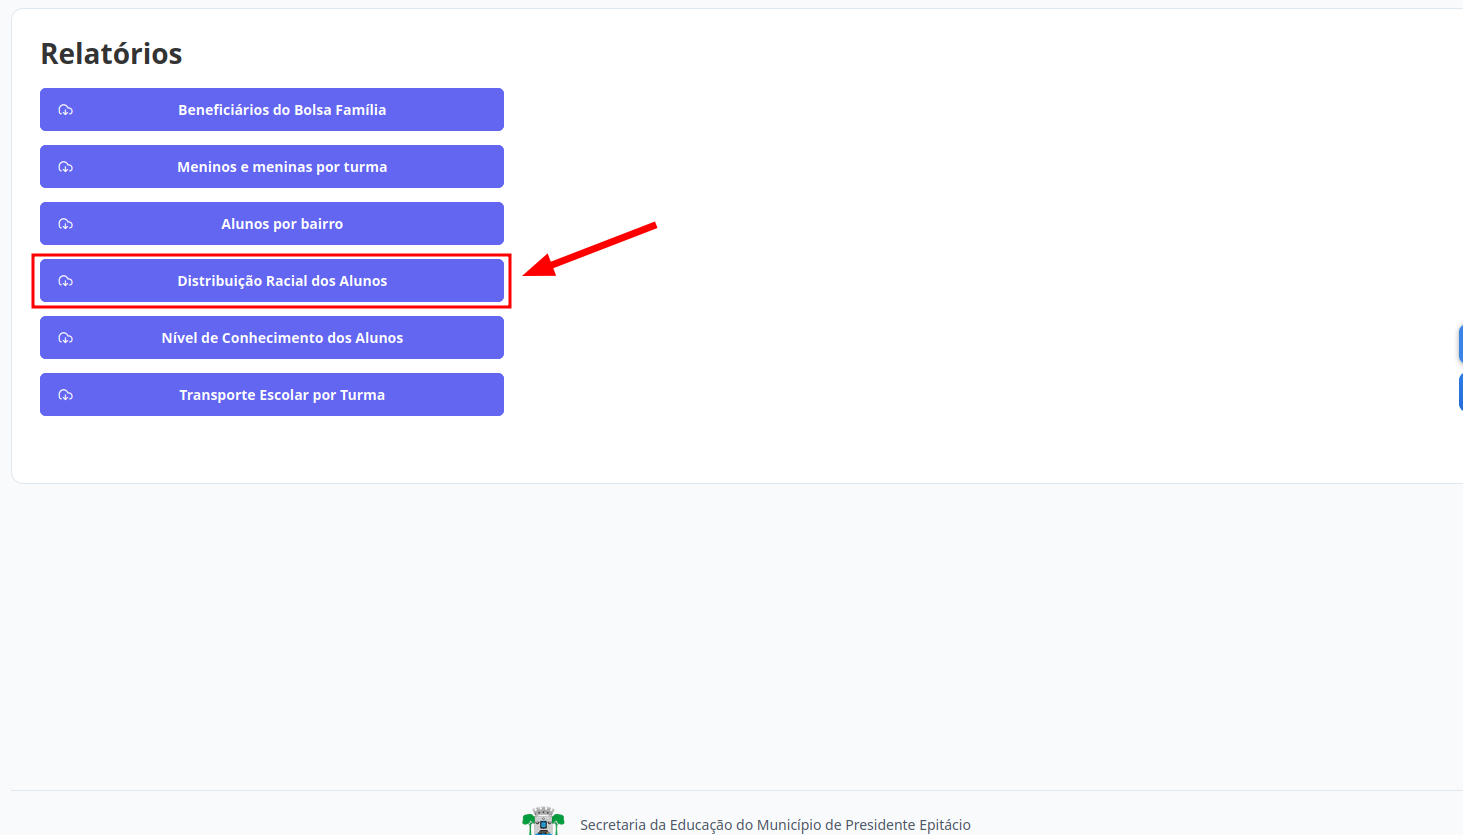 Relatórios
Beneficiários do Bolsa Família
Meninos e meninas por turma
Alunos por bairro
Distribuição Racial dos Alunos
Nível de Conhecimento dos Alunos
Transporte Escolar por Turma
Secretaria da Educação do Município de Presidente Epitácio